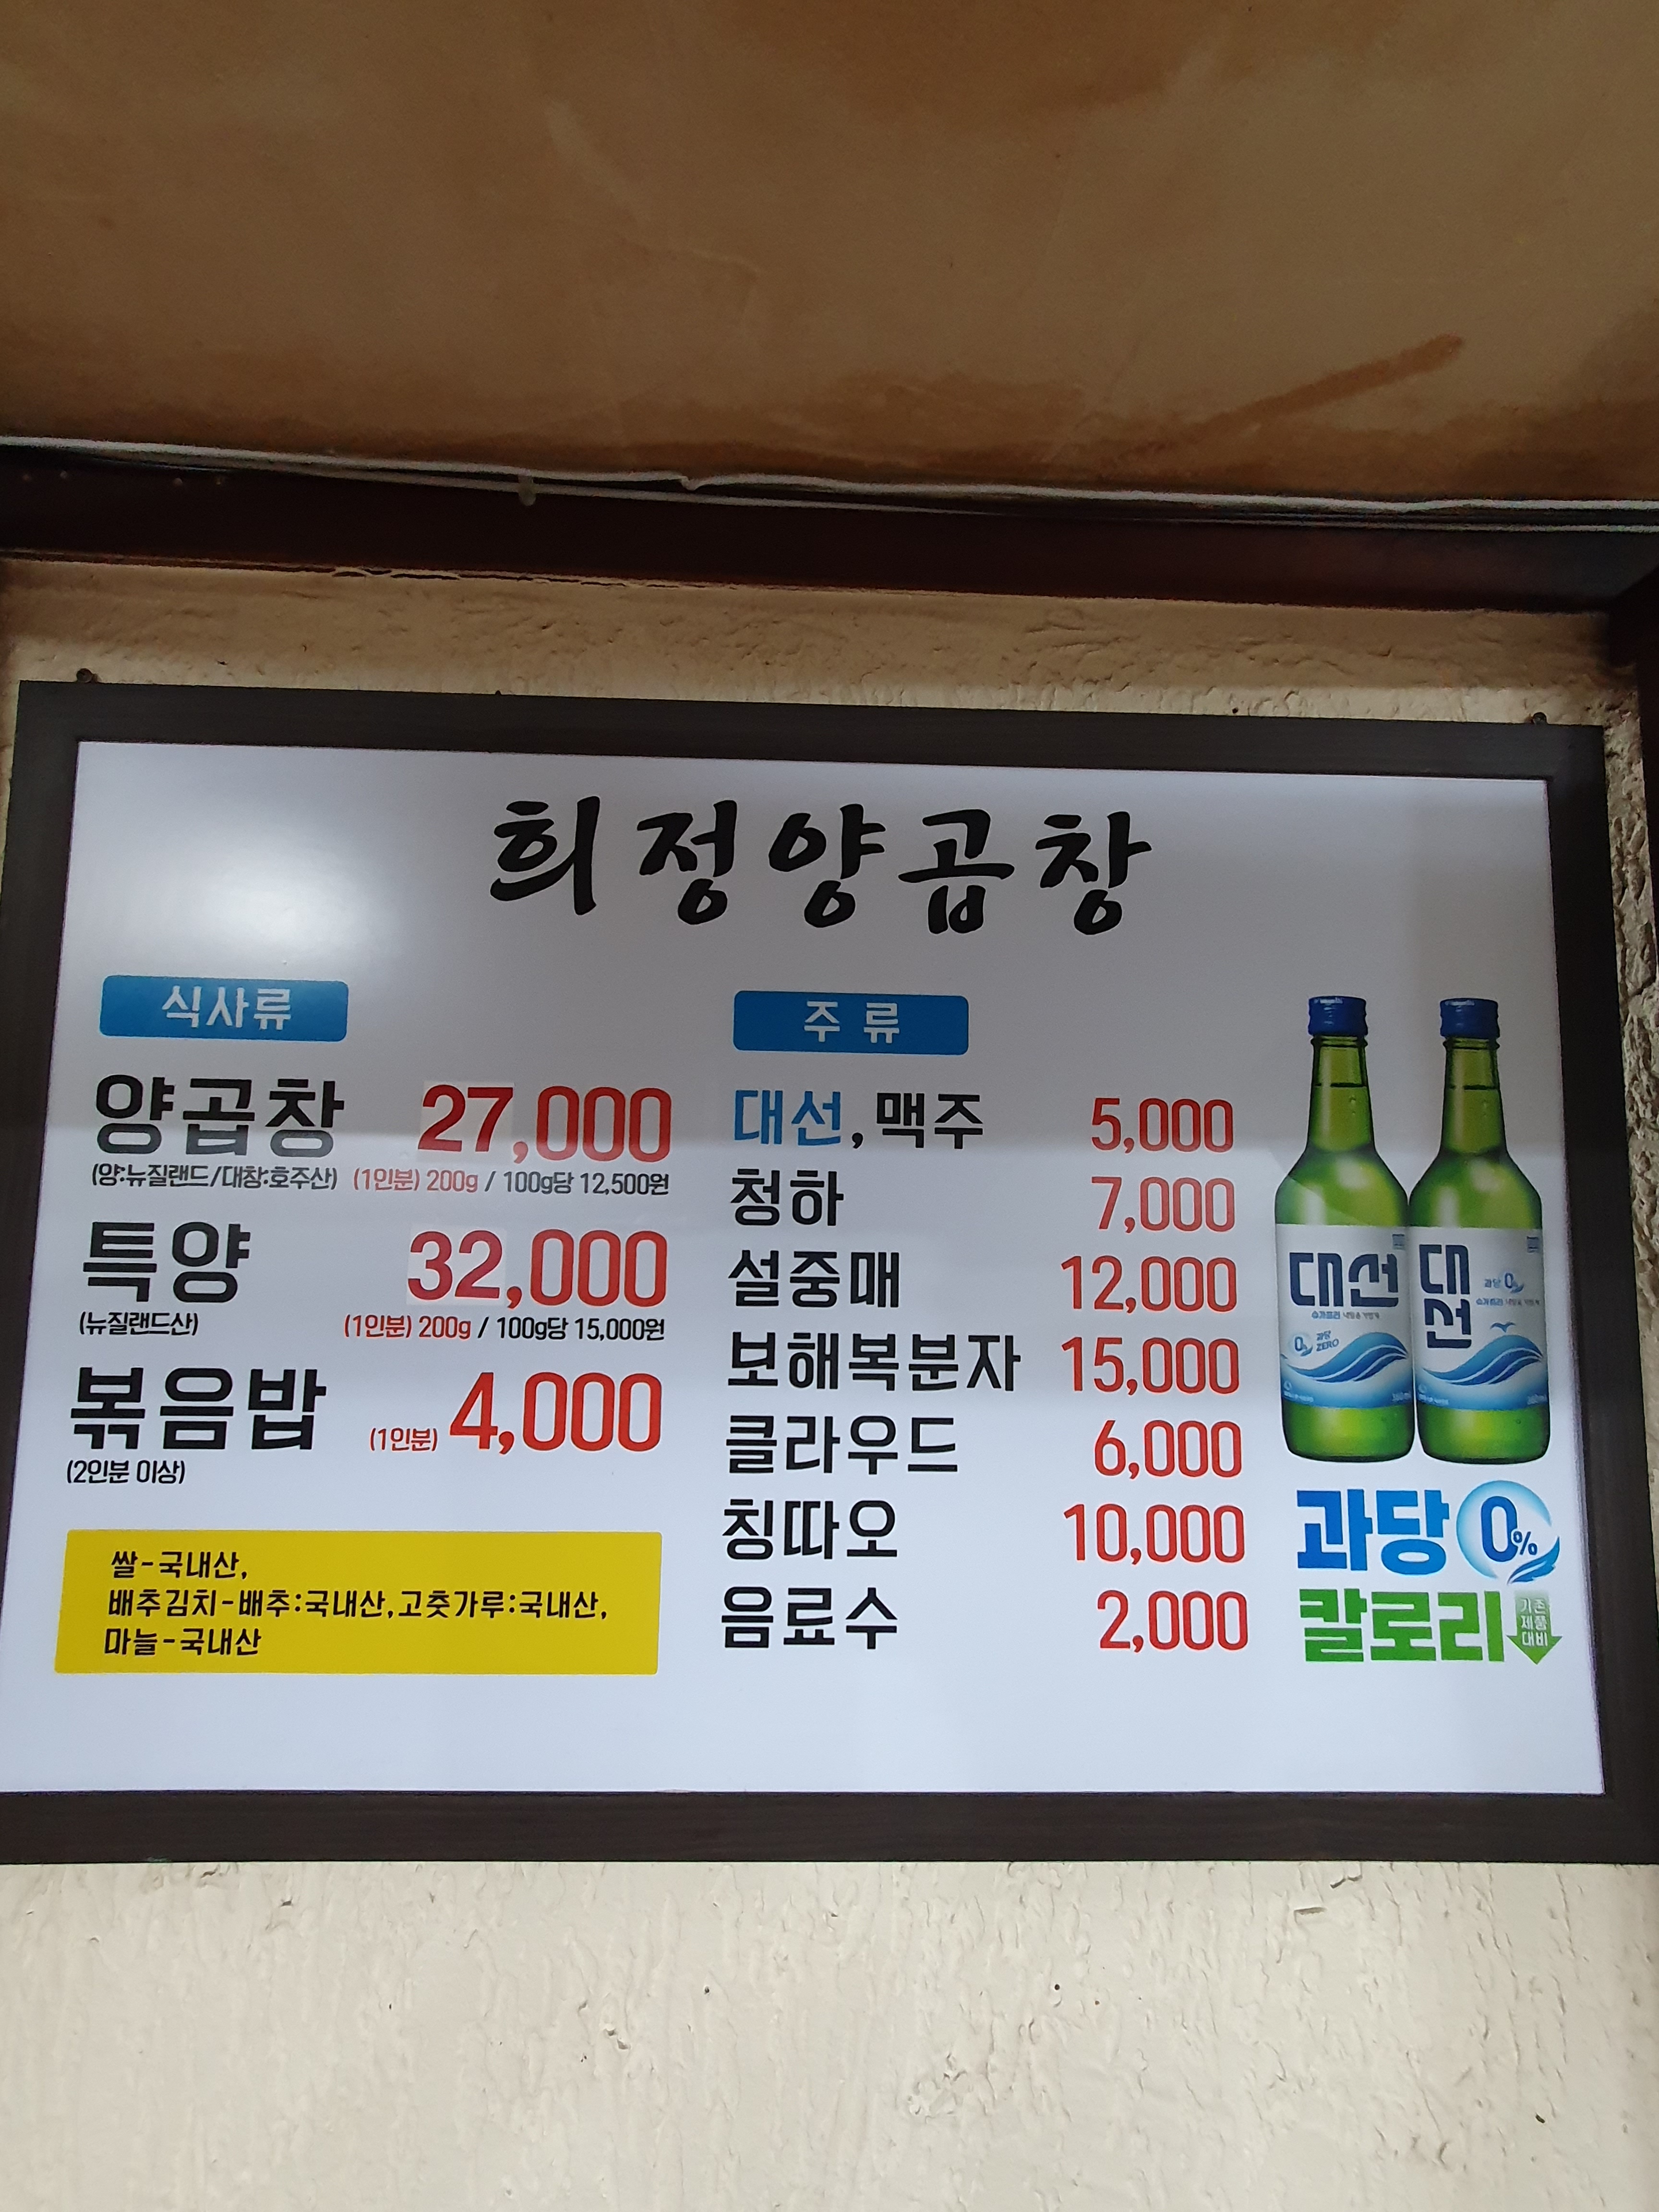 희정양곱창
식사류
양곱창 27,000
(양:뉴질랜드/대창:호주산) (1인분) 200g / 100g당 12,500원
특양 32,000
(뉴질랜드산) (1인분) 200g / 100g당 15,000원
볶음밥 (1인분) 4,000
(2인분 이상)
쌀-국내산,
배추김치-배추:국내산,고춧가루:국내산,
마늘-국내산
주류
대선,맥주 5,000
청하 7,000
설중매 12,000
보해복분자 15,000
클라우드 6,000
칭따오 10,000
음료수 2,000
대선
과당
ZERO
대선
과당 0%
과당 0%
칼로리
기존
제품
대비